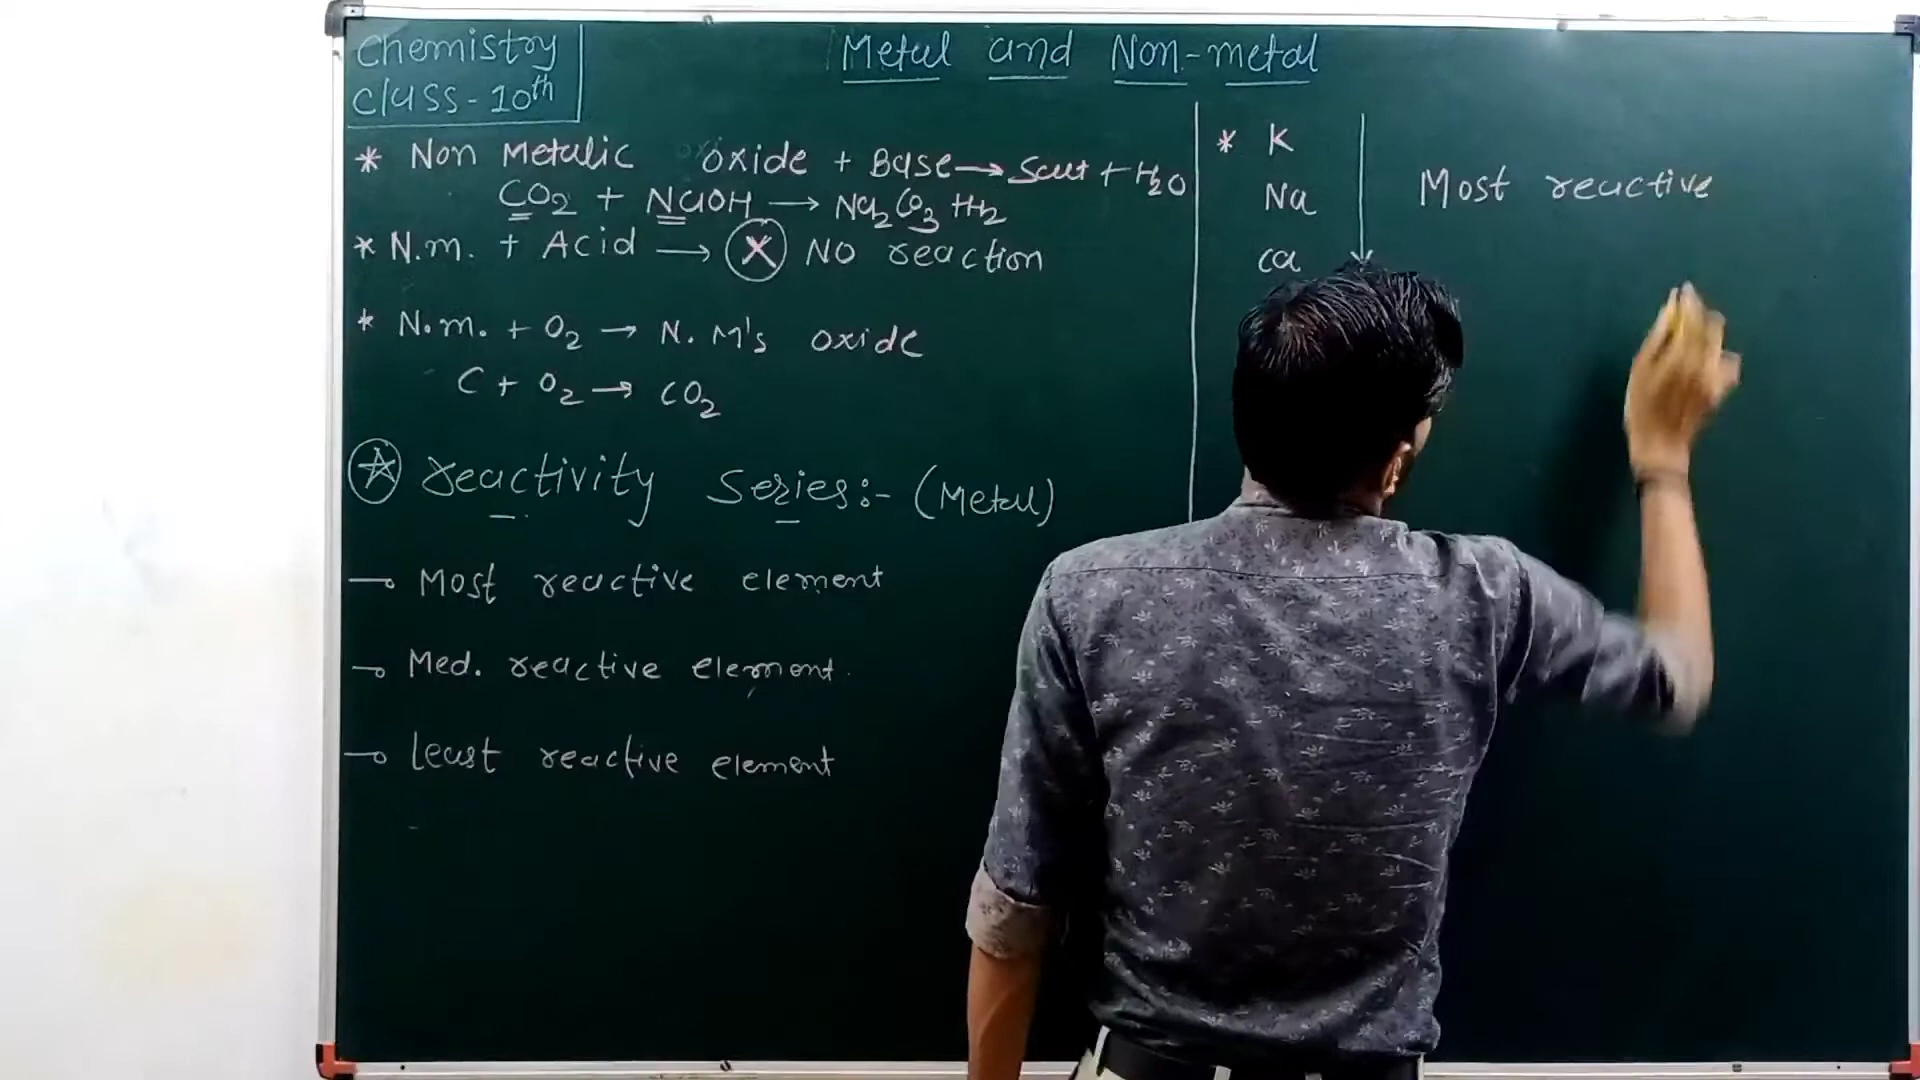 Chemistry
Class-10th
Metal and Non-metal
* Non Metalic oxide + Base → Salt + H2O
CO2 + NaOH → Na2CO3 + H2
* N.m. + Acid → X NO reaction
* N.m. + O2 → N. M's oxide
C + O2 → CO2
reactivity Series:- (Metal)
Most reactive element
Med. reactive element.
Least reactive element
* K
Na
Ca
Most reactive